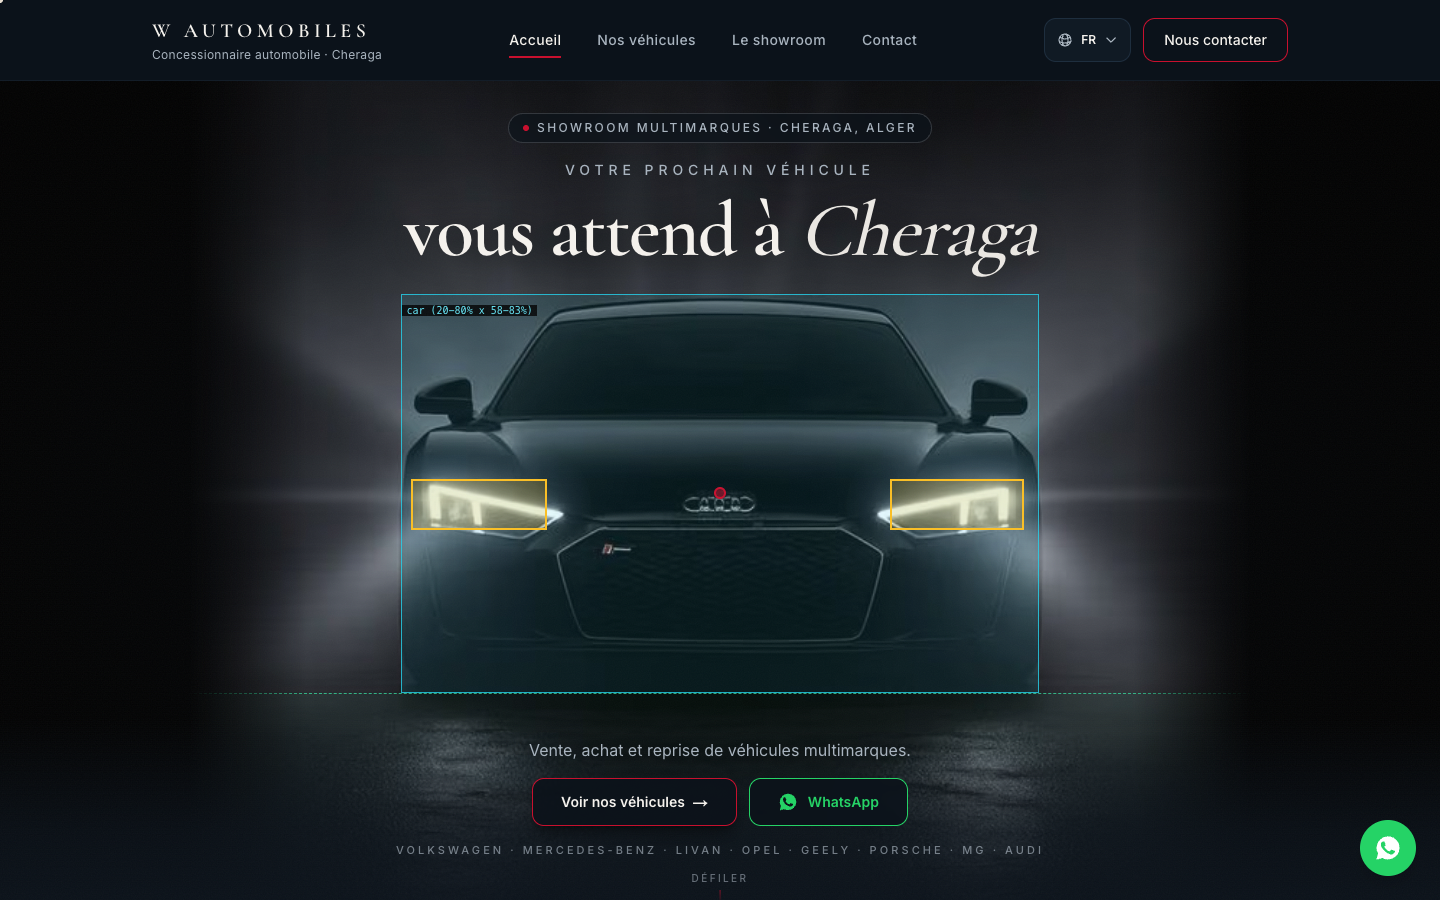 W AUTOMOBILES
Concessionnaire automobile · Cheraga
Accueil
Nos véhicules
Le showroom
Contact
FR
Nous contacter
SHOWROOM MULTIMARQUES · CHERAGA, ALGER
VOTRE PROCHAIN VÉHICULE
vous attend à Cheraga
car (20–80% x 58–83%)
Vente, achat et reprise de véhicules multimarques.
Voir nos véhicules →
WhatsApp
VOLKSWAGEN · MERCEDES-BENZ · LIVAN · OPEL · GEELY · PORSCHE · MG · AUDI
DÉFILER